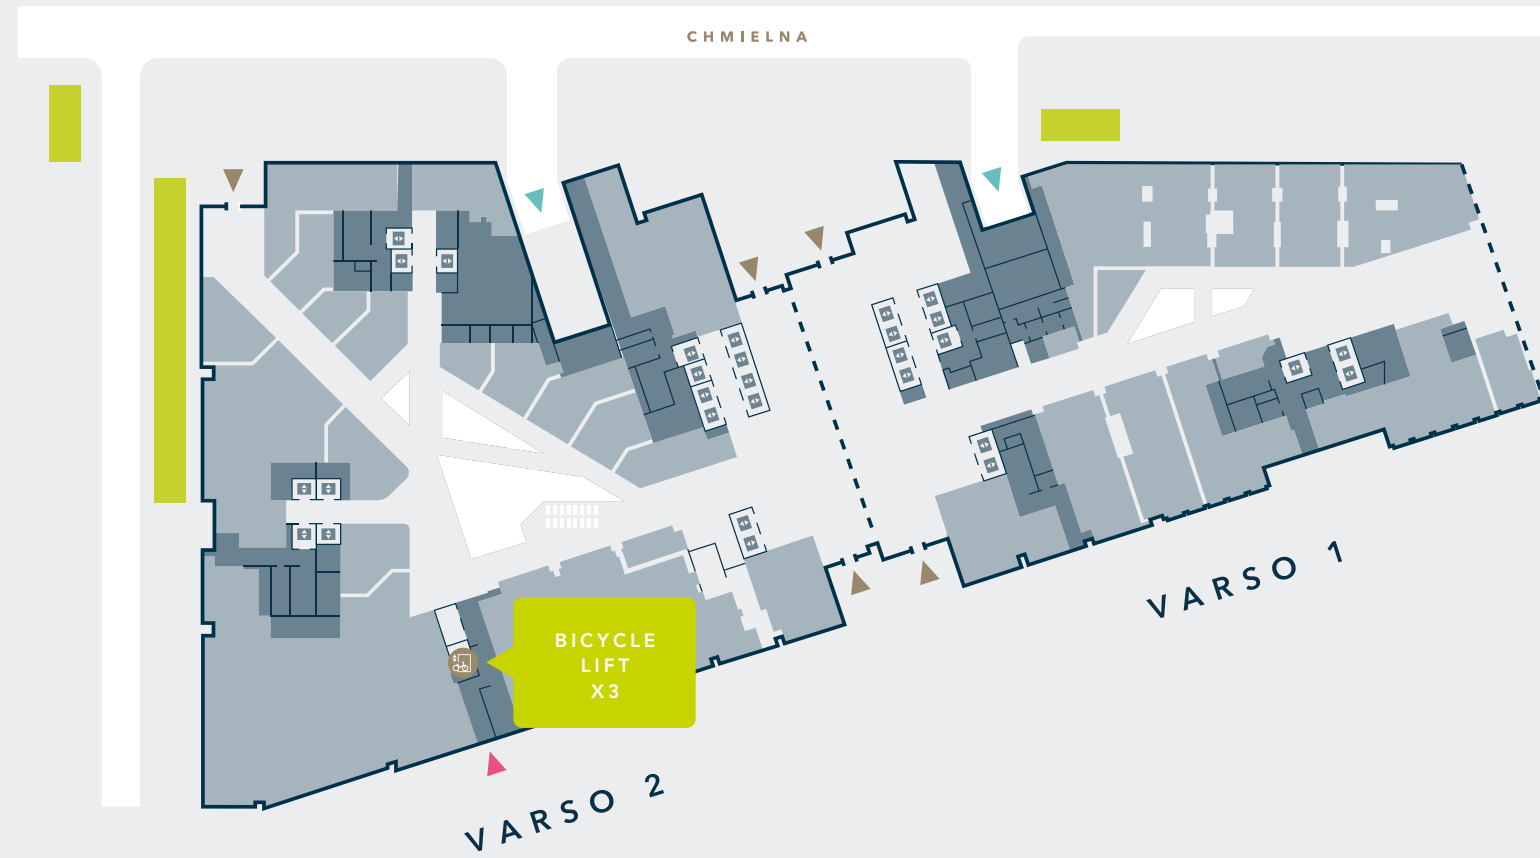 CHMIELNA
BICYCLE
LIFT
X3
VARSO 1
VARSO 2